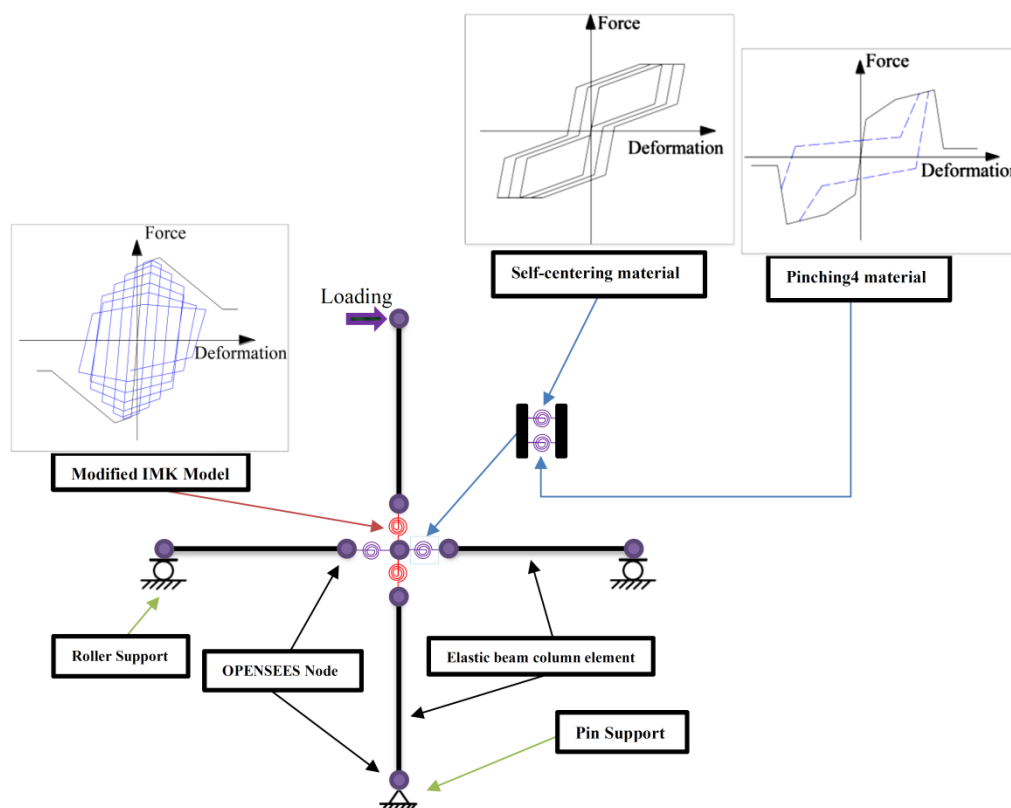 Force
Deformation
Force
Deformation
Self-centering material
Pinching4 material
Force
Deformation
Modified IMK Model
Loading
Roller Support
OPENSEES Node
Elastic beam column element
Pin Support